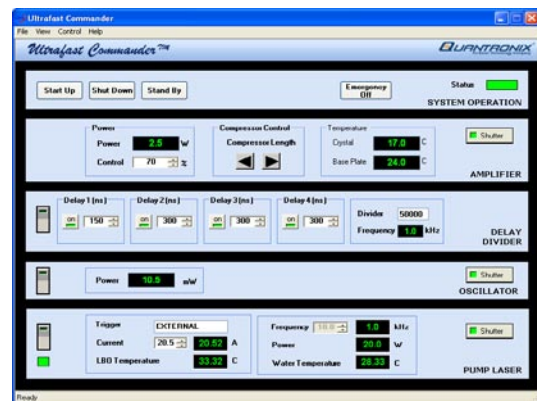 Ultrafast Commander
File View Control Help
Ultrafast Commander™
QUANTRONIX
Start Up Shut Down Stand By Emergency Off Status
SYSTEM OPERATION
Power Compressor Control Temperature
Power 2.5 W Compressor Length Crystal 17.0 C Shutter
Control 70 % Base Plate 24.0 C
AMPLIFIER
Delay 1 (ns) Delay 2 (ns) Delay 3 (ns) Delay 4 (ns)
on 150 on 300 on 300 on 300
Divider 50000
Frequency 1.0 kHz
DELAY DIVIDER
Power 10.5 mW Shutter
OSCILLATOR
Trigger EXTERNAL Frequency 10.0 1.0 kHz
Current 20.5 20.52 A Power 20.0 W Shutter
LBO Temperature 33.32 C Water Temperature 28.33 C
PUMP LASER
Ready